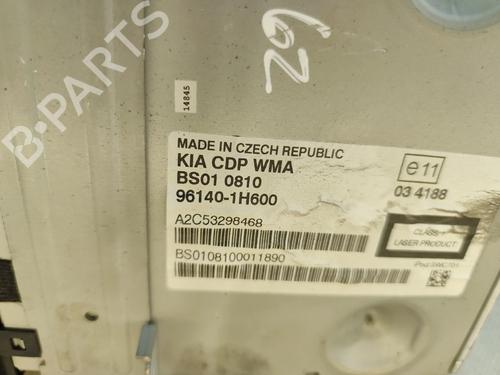 B-PARTS
62
14845
MADE IN CZECH REPUBLIC
KIA CDP WMA
BS01 0810
96140-1H600
A2C53298468
BS0108100011890
e11
03 4188
CLASS 1
LASER PRODUCT